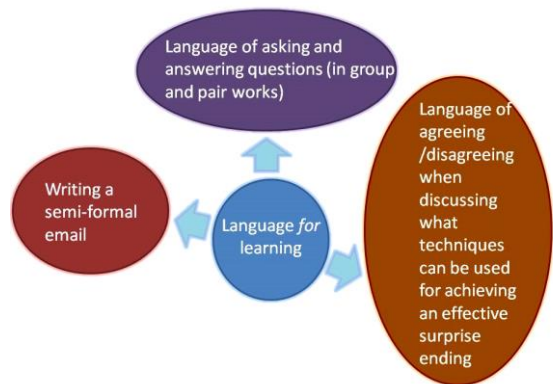 Language of asking and
answering questions (in group
and pair works)
Language of
agreeing
/disagreeing
when
discussing
what
techniques
can be used
for achieving
an effective
surprise
ending
Writing a
semi-formal
email
Language for
learning